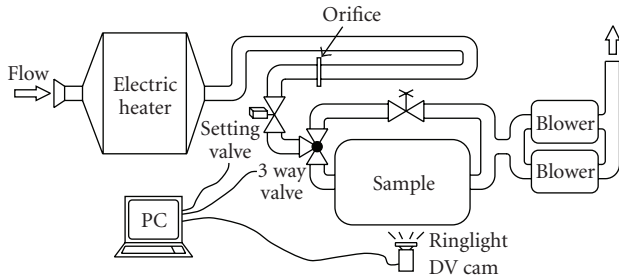 Orifice
Flow
Electric
heater
Setting
valve
3 way
valve
Blower
Blower
Sample
PC
Ringlight
DV cam